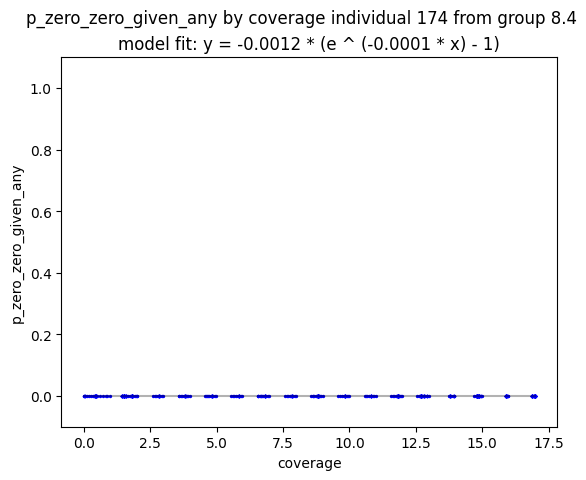 p_zero_zero_given_any by coverage individual 174 from group 8.4
model fit: y = -0.0012 * (e ^ (-0.0001 * x) - 1)
1.0
0.8
0.6
0.4
0.2
0.0
p_zero_zero_given_any
0.0 2.5 5.0 7.5 10.0 12.5 15.0 17.5
coverage